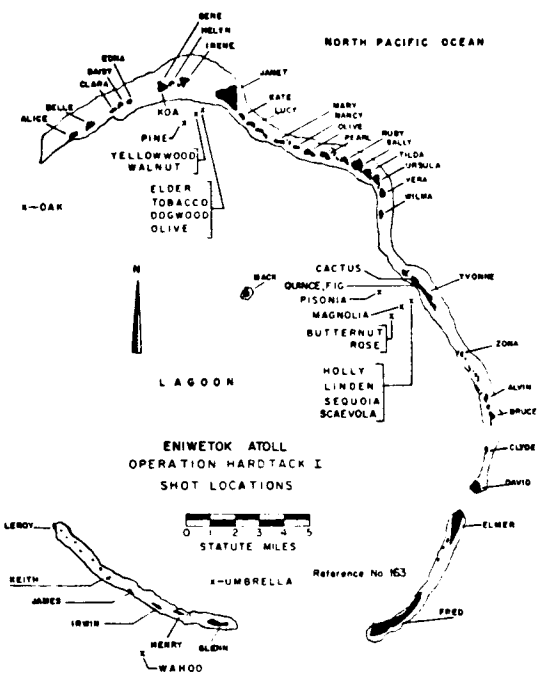 GENE
HELEN
IRENE
NORTH PACIFIC OCEAN
EDNA
DAISY
CLARA
JANET
BELLE
ALICE
KOA
KATE
LUCY
MARY
NANCY
OLIVE
PEARL
RUBY
SALLY
TILDA
URSULA
VERA
WILMA
PINE
YELLOWWOOD
WALNUT
ELDER
TOBACCO
DOGWOOD
OLIVE
x-OAK
N
MACK
CACTUS
QUINCE, FIG
PISONIA
MAGNOLIA
BUTTERNUT
ROSE
YVONNE
HOLLY
LINDEN
SEQUOIA
SCAEVOLA
ZONA
ALVIN
BRUCE
CLYDE
DAVID
LAGOON
ENIWETOK ATOLL
OPERATION HARDTACK I
SHOT LOCATIONS
0 1 2 3 4 5
STATUTE MILES
x-UMBRELLA
Reference No 163
LEROY
KEITH
JAMES
IRWIN
HENRY
GLENN
x
WAHOO
ELMER
FRED